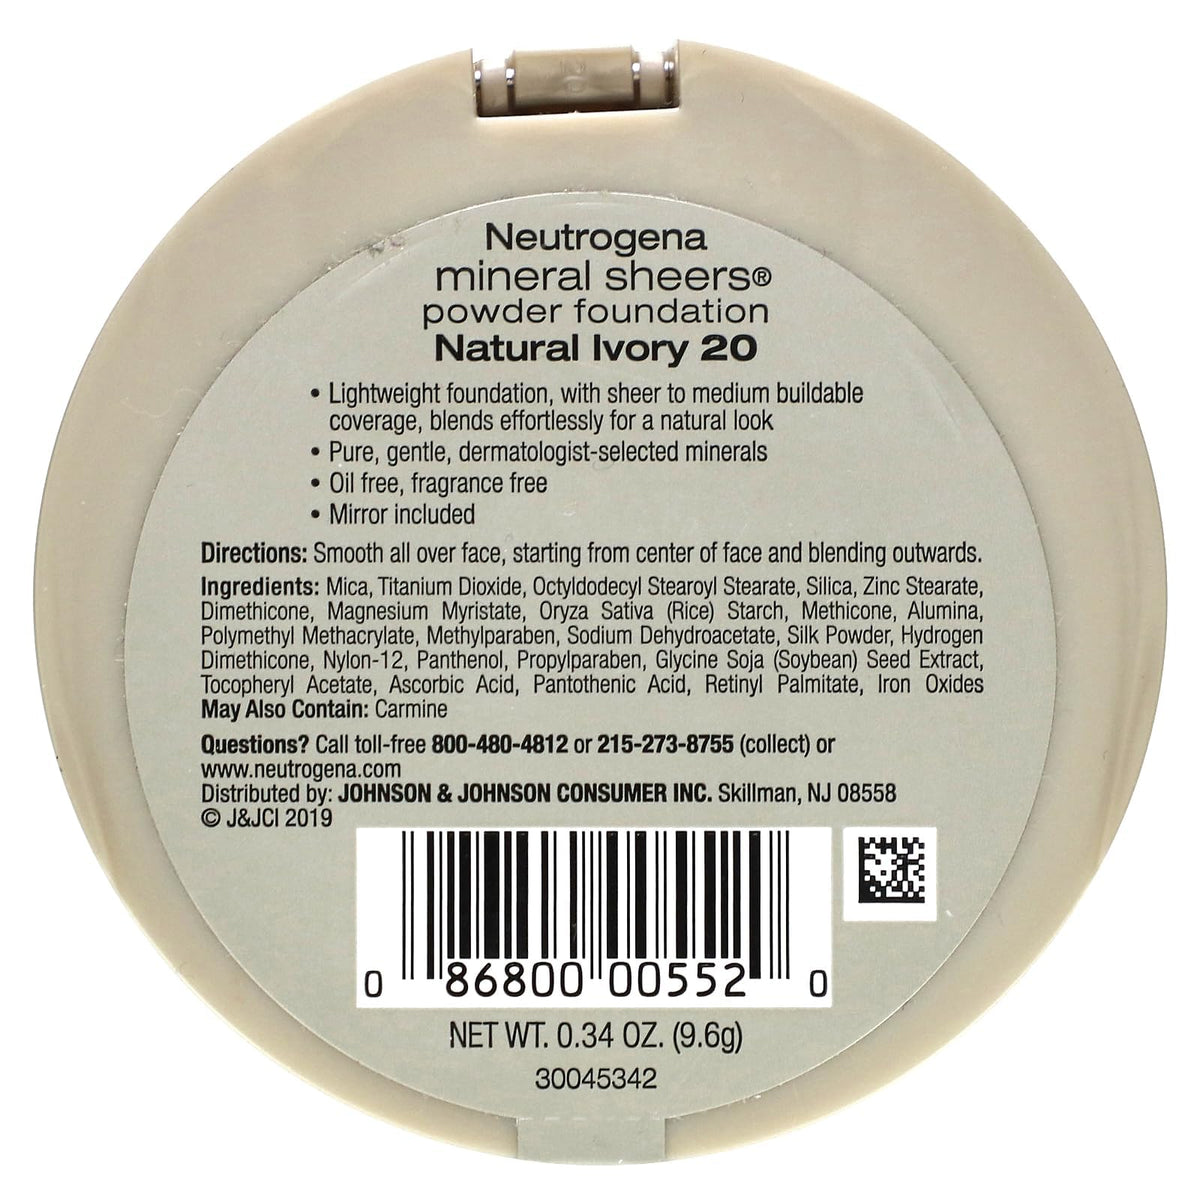 Neutrogena
mineral sheers®
powder foundation
Natural Ivory 20
• Lightweight foundation, with sheer to medium buildable
coverage, blends effortlessly for a natural look
• Pure, gentle, dermatologist-selected minerals
• Oil free, fragrance free
• Mirror included
Directions: Smooth all over face, starting from center of face and blending outwards.
Ingredients: Mica, Titanium Dioxide, Octyldodecyl Stearoyl Stearate, Silica, Zinc Stearate,
Dimethicone, Magnesium Myristate, Oryza Sativa (Rice) Starch, Methicone, Alumina,
Polymethyl Methacrylate, Methylparaben, Sodium Dehydroacetate, Silk Powder, Hydrogen
Dimethicone, Nylon-12, Panthenol, Propylparaben, Glycine Soja (Soybean) Seed Extract,
Tocopheryl Acetate, Ascorbic Acid, Pantothenic Acid, Retinyl Palmitate, Iron Oxides
May Also Contain: Carmine
Questions? Call toll-free 800-480-4812 or 215-273-8755 (collect) or
www.neutrogena.com
Distributed by: JOHNSON & JOHNSON CONSUMER INC. Skillman, NJ 08558
© J&JCI 2019
0 86800 00552 0
NET WT. 0.34 OZ. (9.6g)
30045342